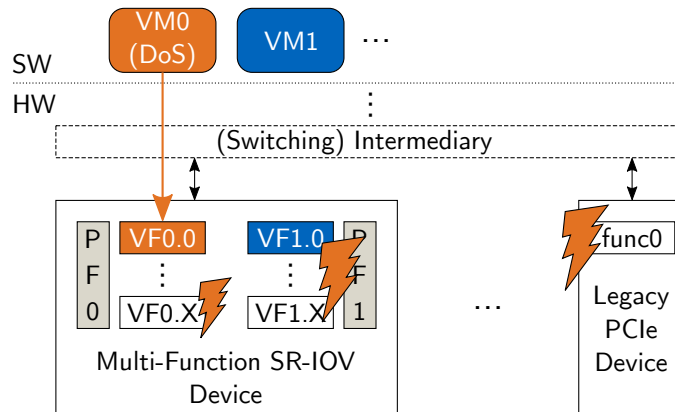 VM0
(DoS)
VM1
...
SW
HW
(Switching) Intermediary
P
F
0
VF0.0
VF0.X
VF1.0
VF1.X
P
F
1
Multi-Function SR-IOV
Device
...
func0
Legacy
PCIe
Device